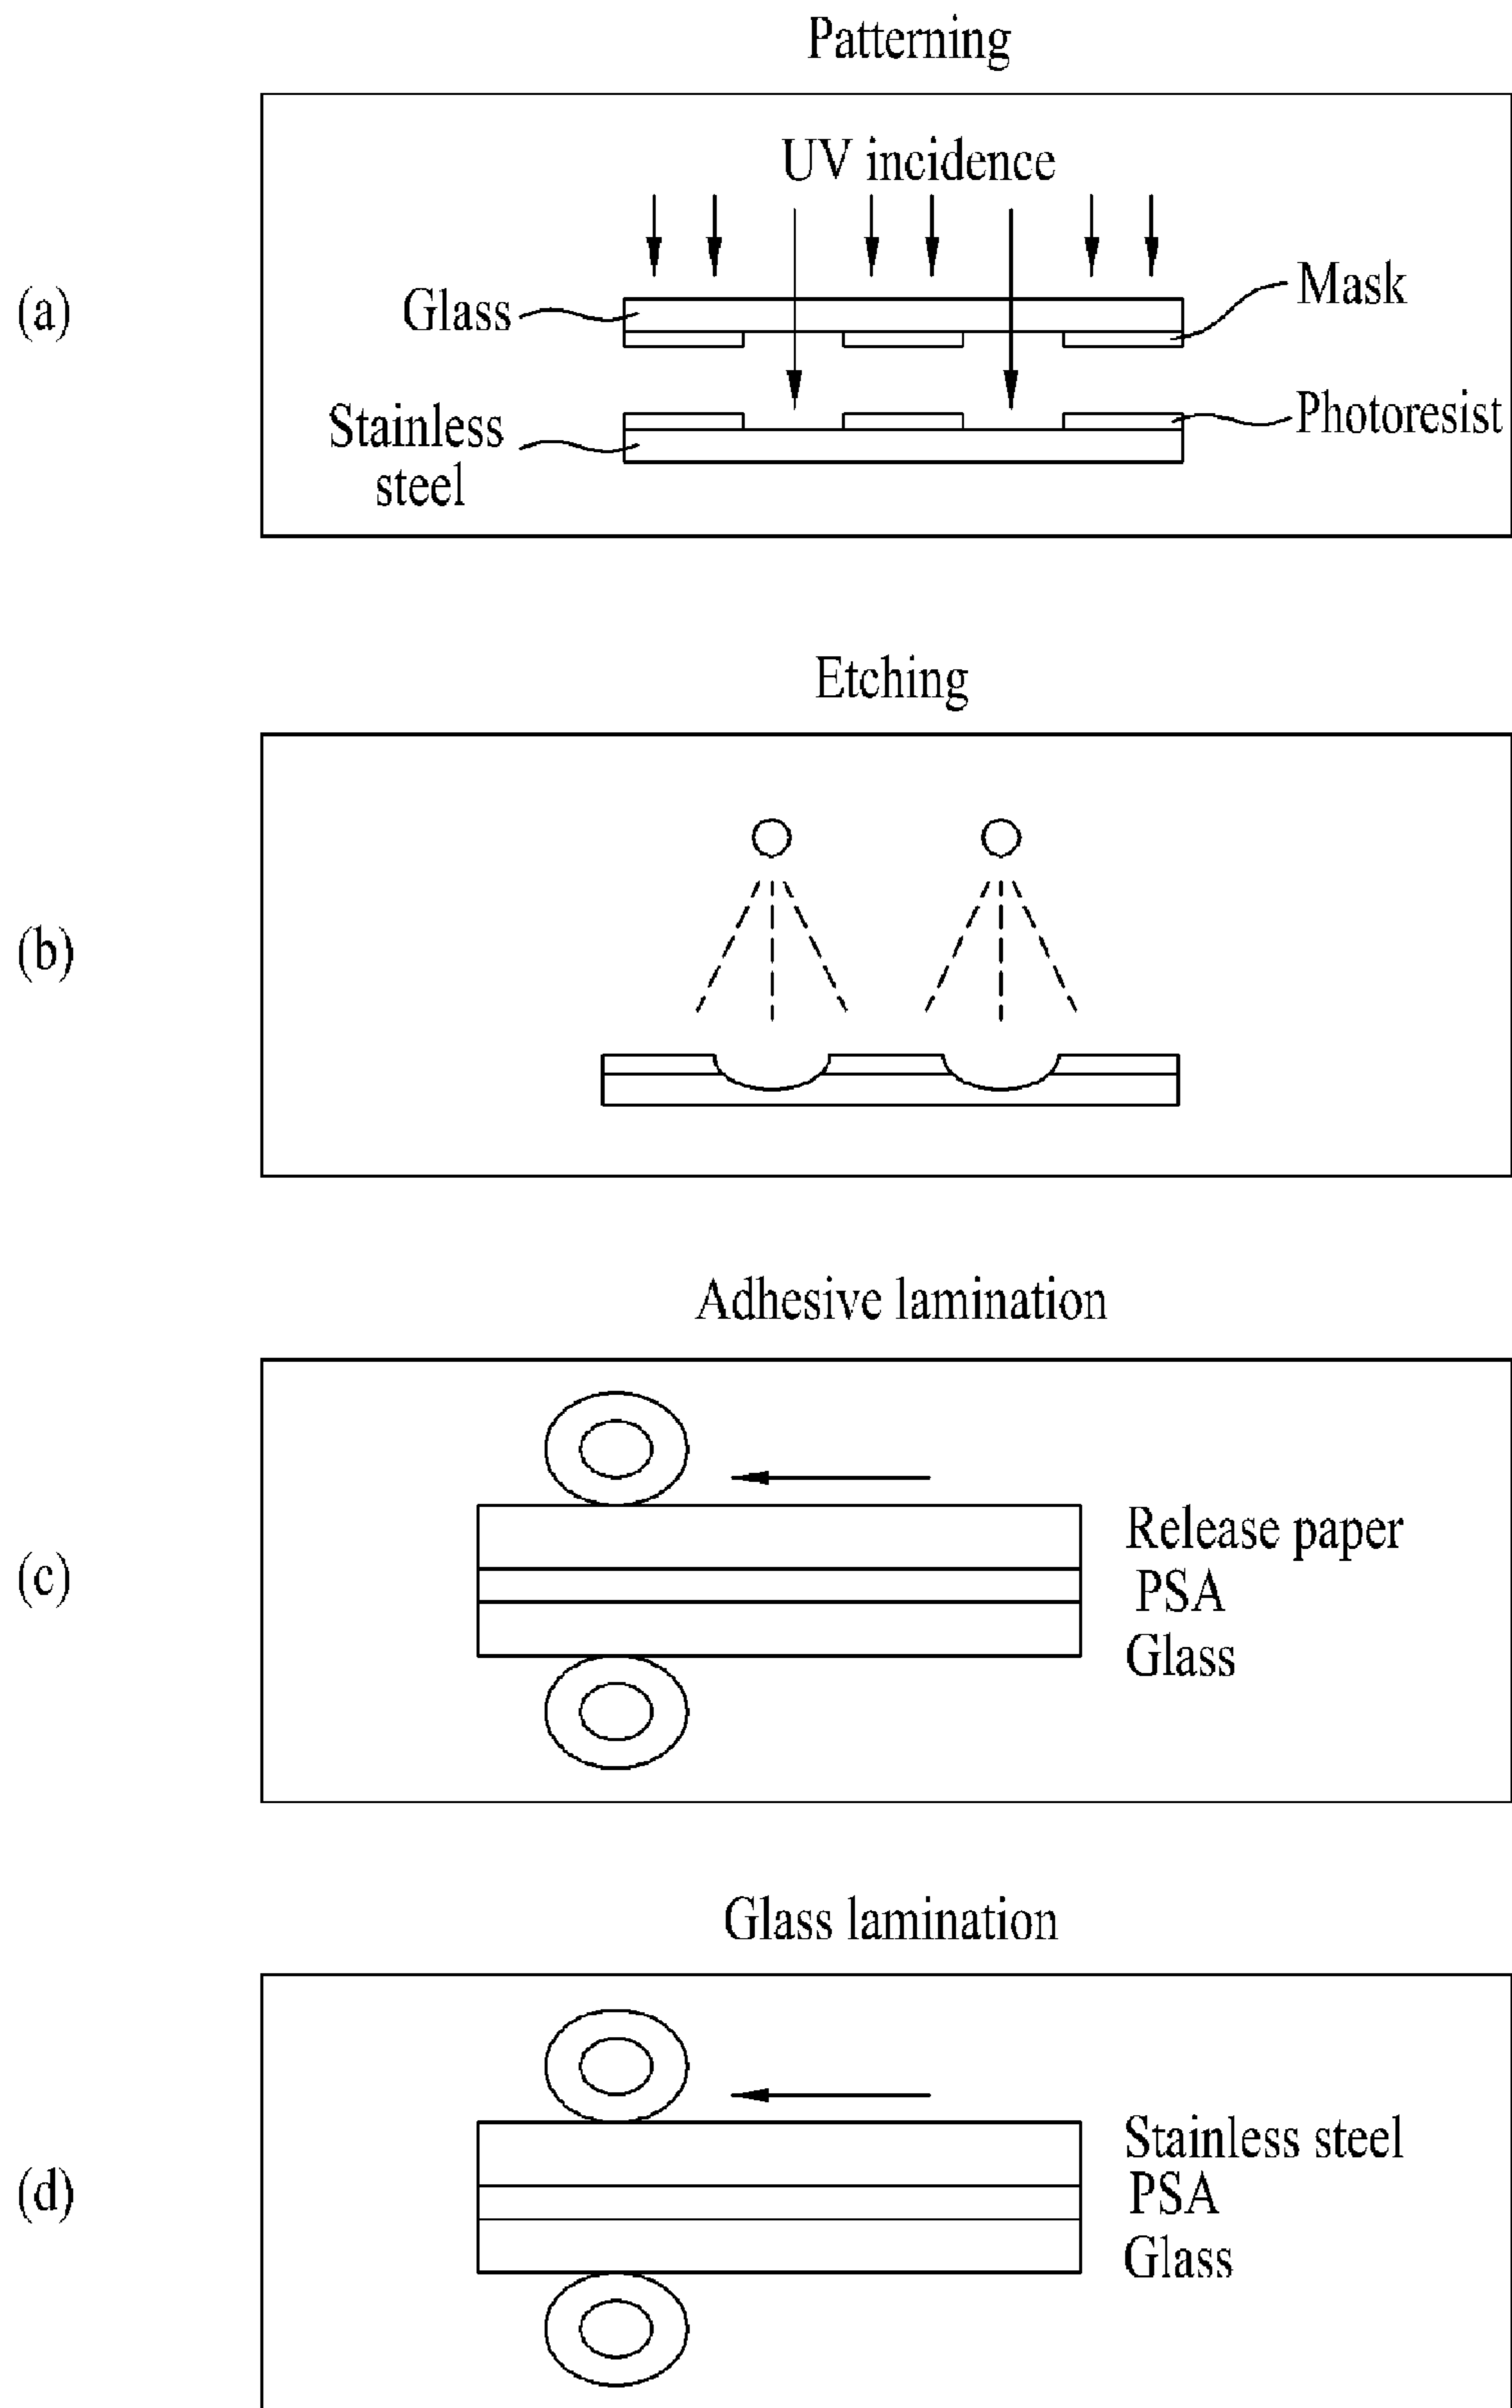 Patterning
(a)
UV incidence
Glass
Mask
Stainless
steel
Photoresist
Etching
(b)
Adhesive lamination
(c)
Release paper
PSA
Glass
Glass lamination
(d)
Stainless steel
PSA
Glass